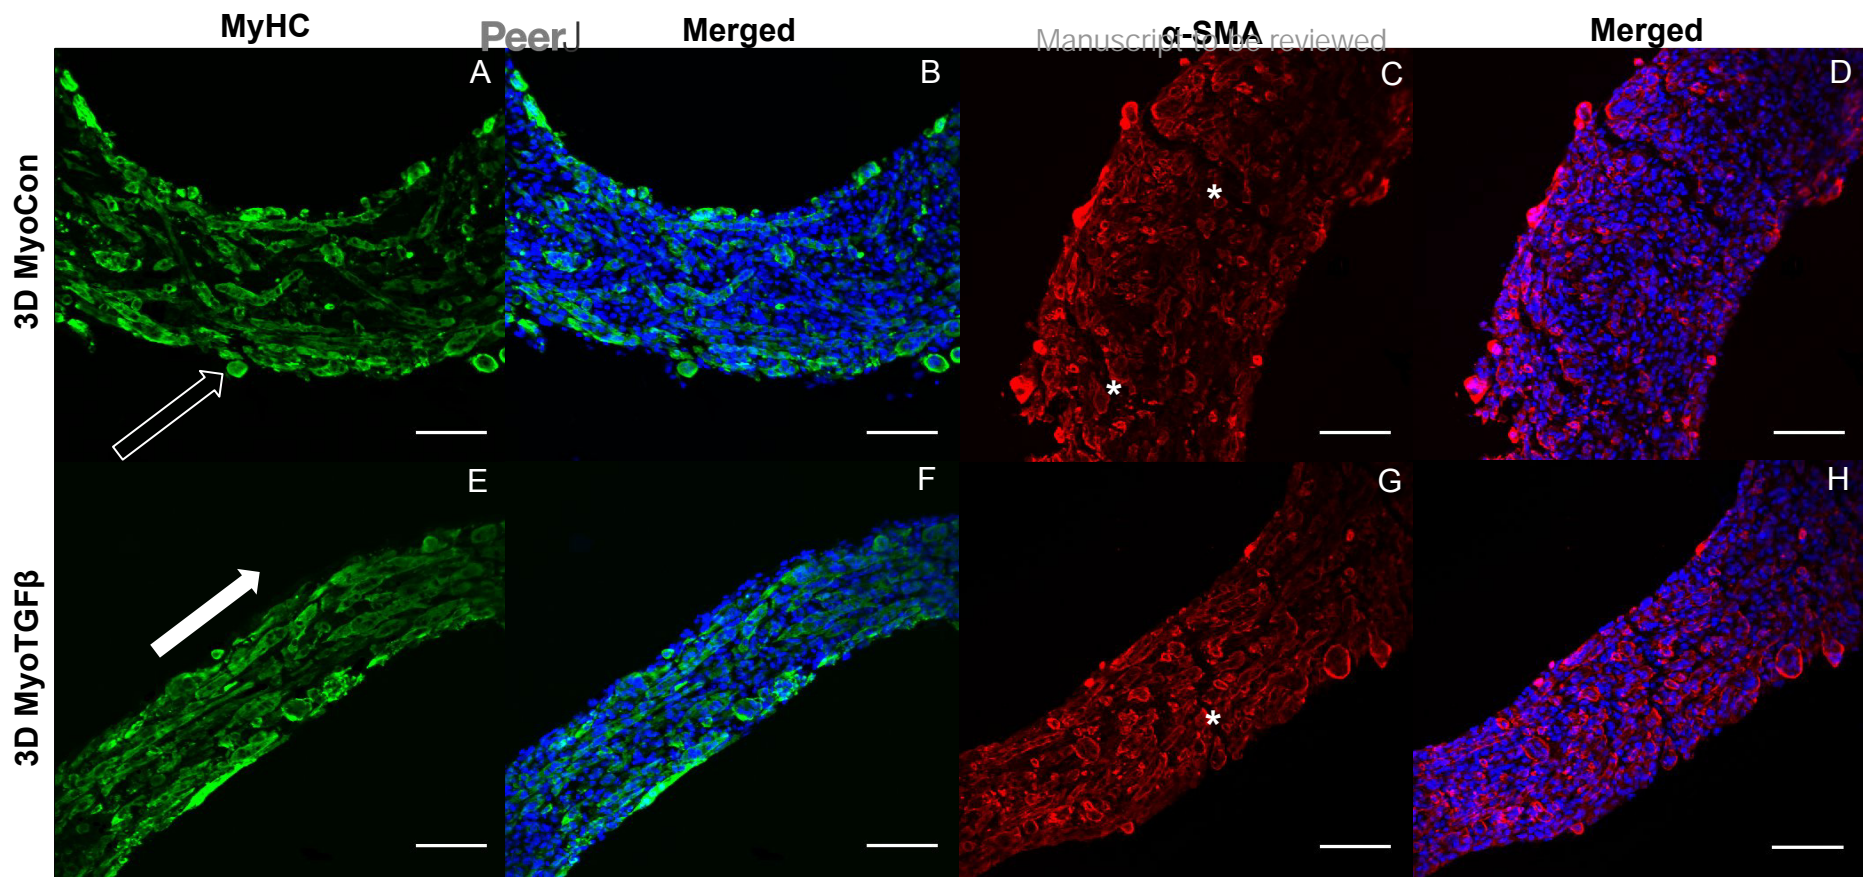 MyHC
PeerJ
Merged
Manuscript to be reviewed
α-SMA
Merged
3D MyoCon
A
B
C
D
*
*
3D MyoTGFβ
E
F
G
H
*